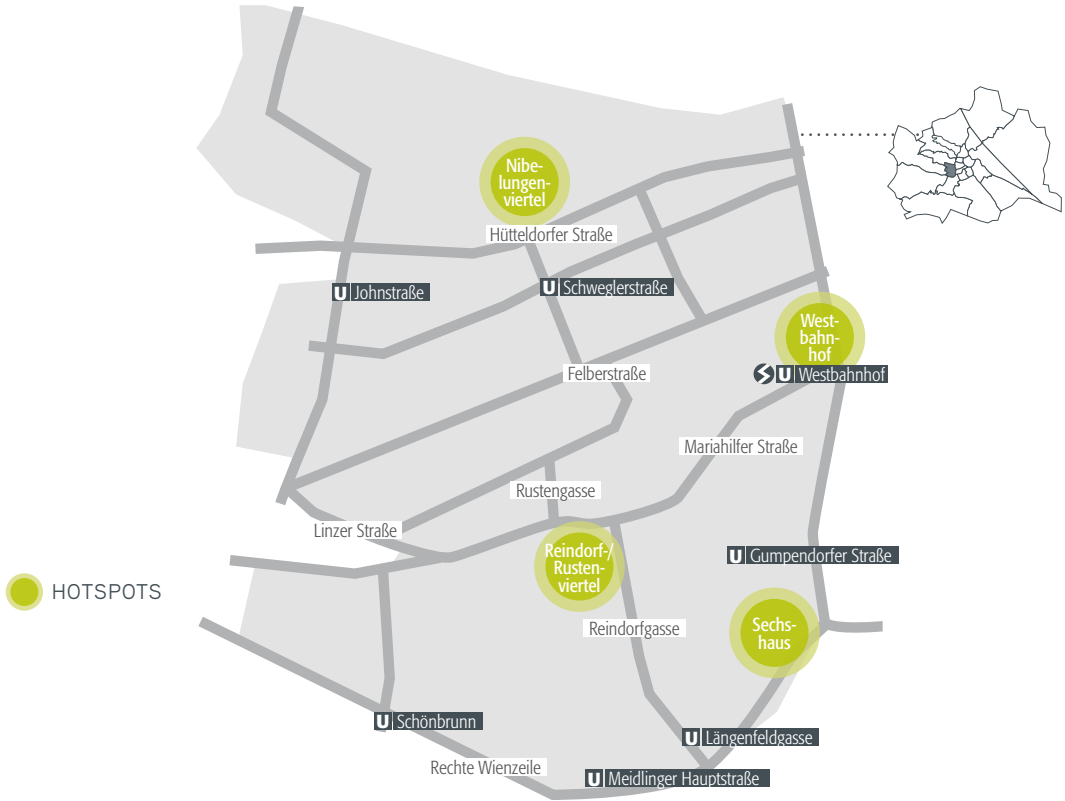 Nibe-
lungen-
viertel
Hütteldorfer Straße
U Johnstraße
U Schweglerstraße
West-
bahn-
hof
U Westbahnhof
Felberstraße
Mariahilfer Straße
Rustengasse
Linzer Straße
Reindorf-/
Rusten-
viertel
U Gumpendorfer Straße
HOTSPOTS
Reindorfgasse
Sechs-
haus
U Schönbrunn
U Längenfeldgasse
Rechte Wienzeile
U Meidlinger Hauptstraße